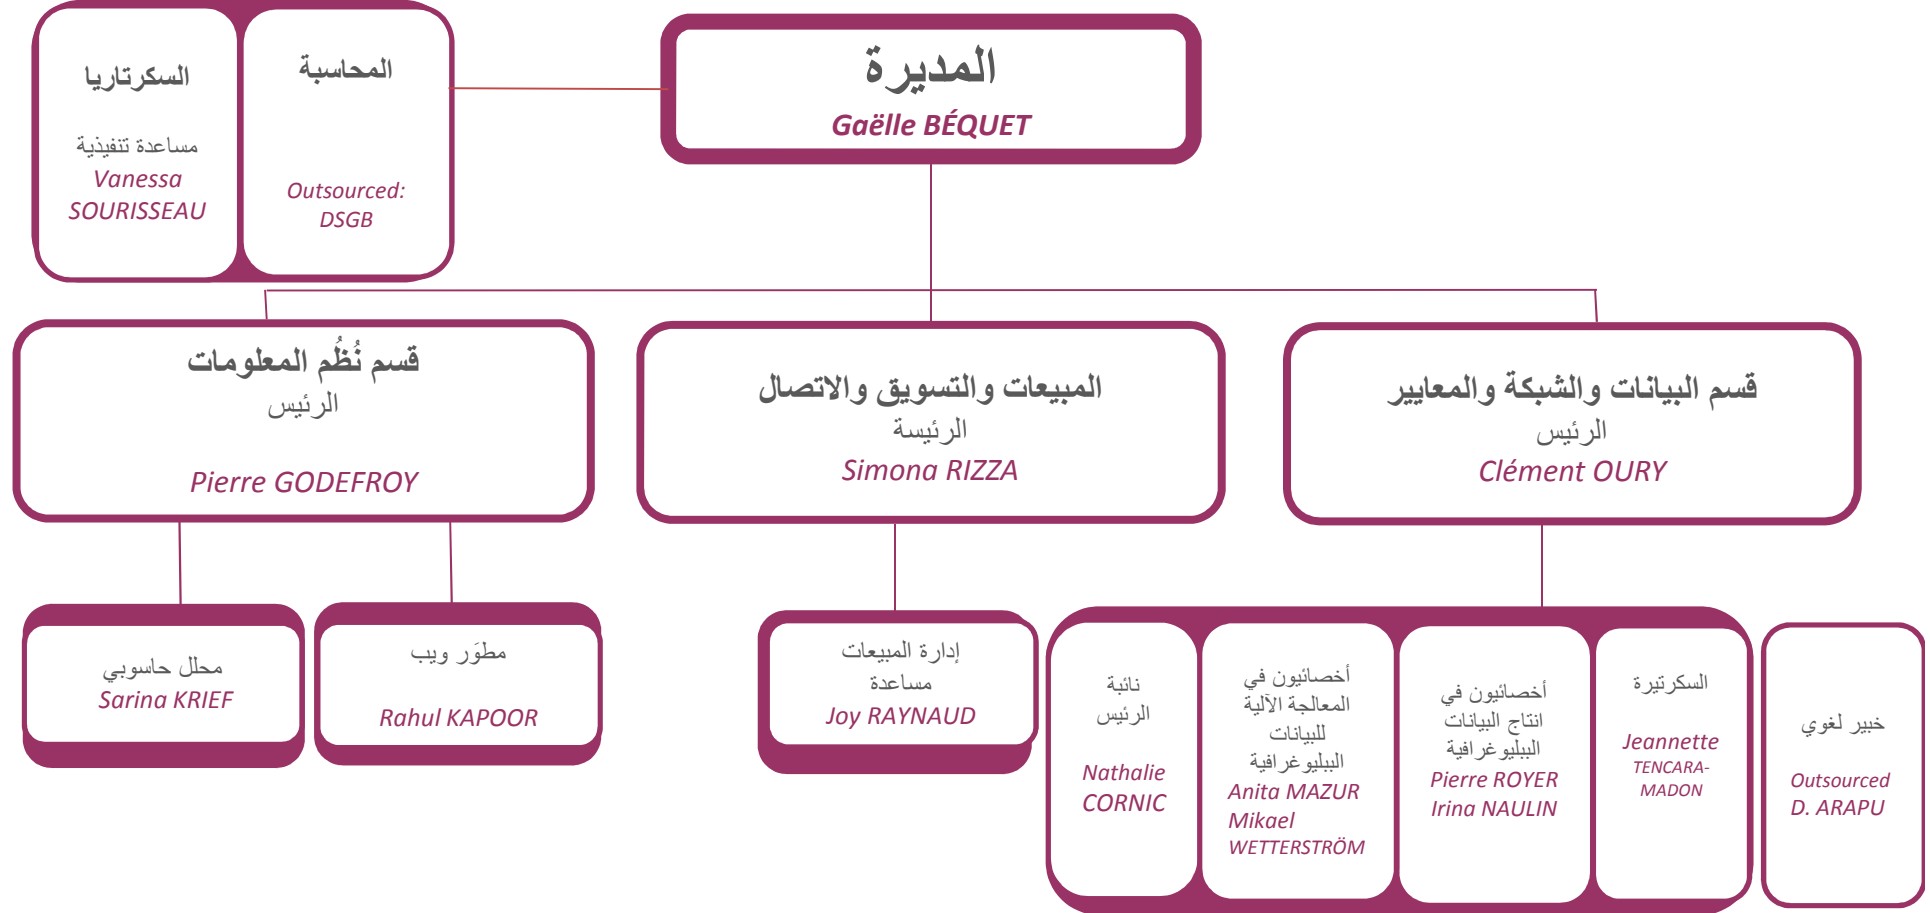 السكرتاريا
مساعدة تنفيذية
Vanessa
SOURISSEAU
المحاسبة
Outsourced:
DSGB
المديرة
Gaëlle BÉQUET
قسم نُظُم المعلومات
الرئيس
Pierre GODEFROY
المبيعات والتسويق والاتصال
الرئيسة
Simona RIZZA
قسم البيانات والشبكة والمعايير
الرئيس
Clément OURY
محلل حاسوبي
Sarina KRIEF
مطوَر ويب
Rahul KAPOOR
إدارة المبيعات
مساعدة
Joy RAYNAUD
نائبة
الرئيس
Nathalie
CORNIC
أخصائيون في
المعالجة الآلية
للبيانات
الببليوغرافية
Anita MAZUR
Mikael
WETTERSTRÖM
أخصائيون في
انتاج البيانات
الببليوغرافية
Pierre ROYER
Irina NAULIN
السكرتيرة
Jeannette
TENCARA-
MADON
خبير لغوي
Outsourced
D. ARAPU